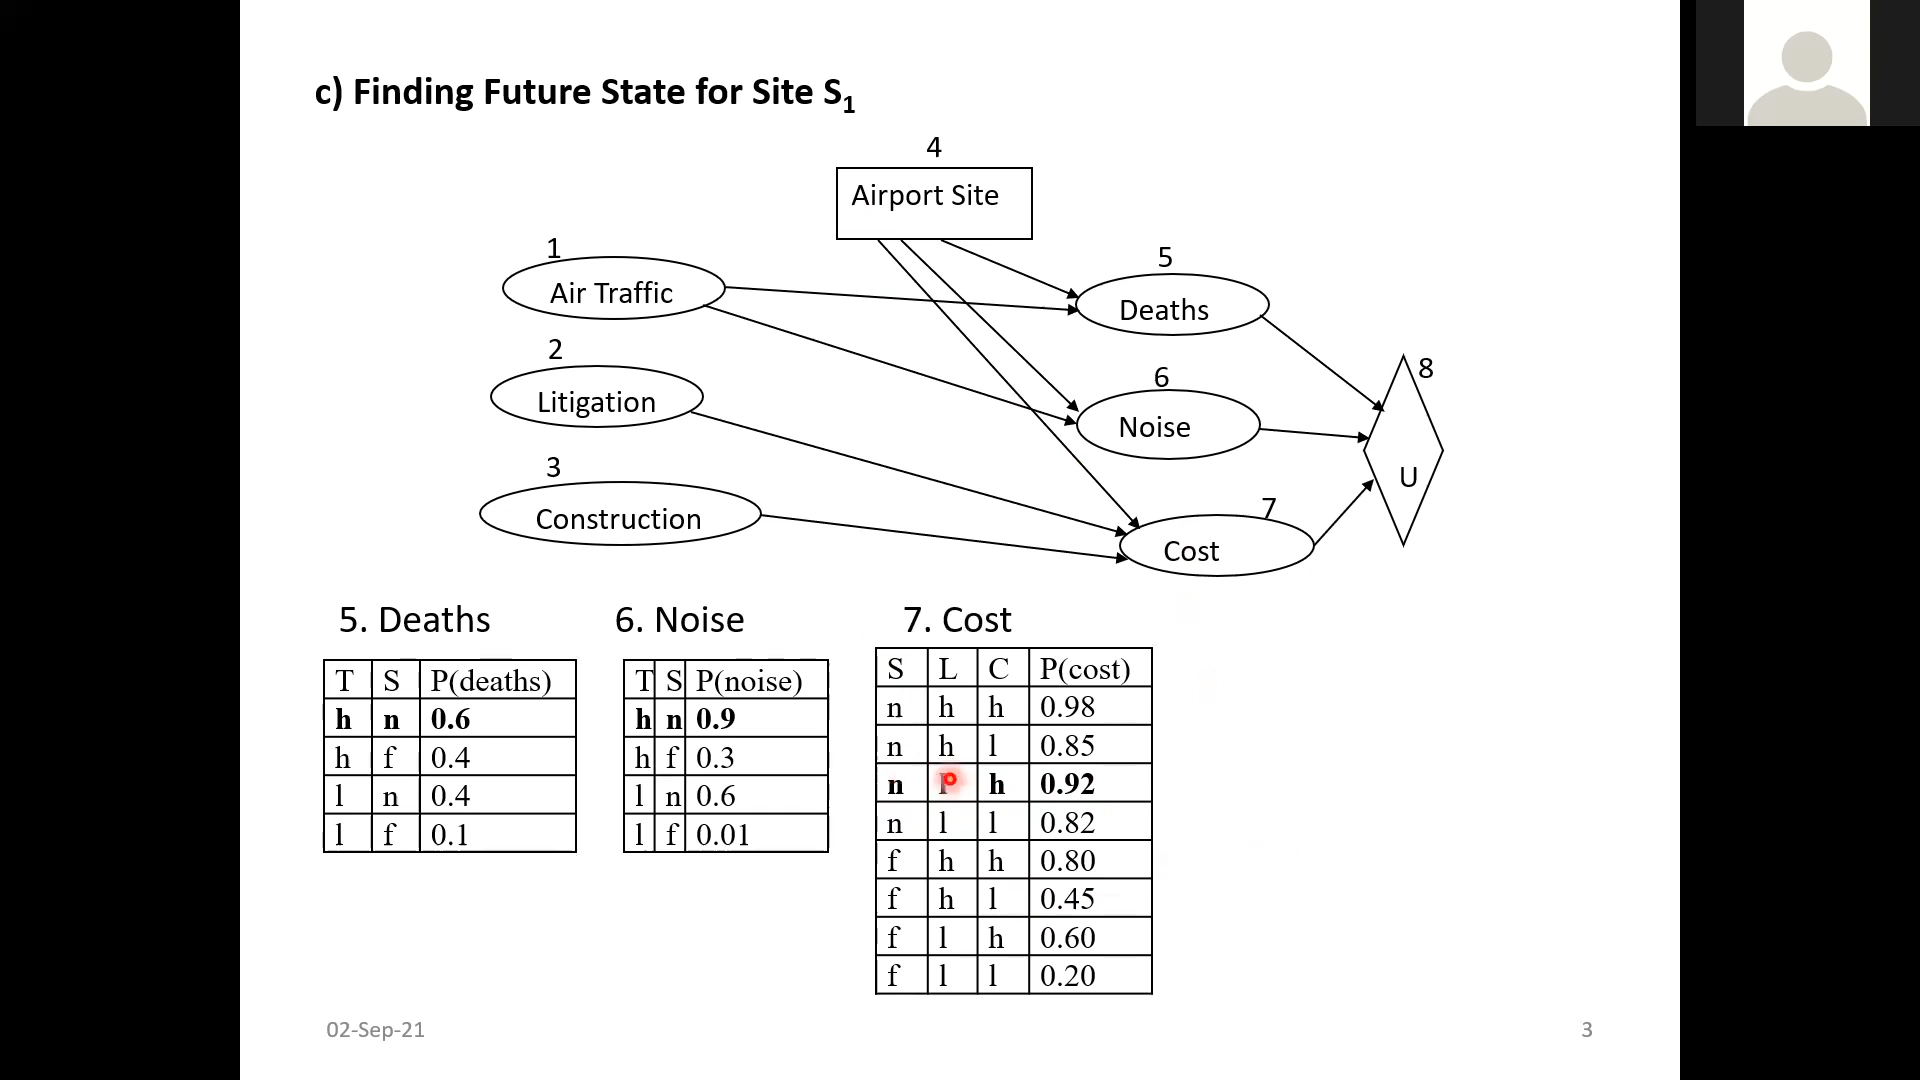 c) Finding Future State for Site S1
4
Airport Site
1
Air Traffic
5
Deaths
2
Litigation
6
Noise
8
U
3
Construction
7
Cost
5. Deaths
T S P(deaths)
h n 0.6
h f 0.4
l n 0.4
l f 0.1
6. Noise
T S P(noise)
h n 0.9
h f 0.3
l n 0.6
l f 0.01
7. Cost
S L C P(cost)
n h h 0.98
n h l 0.85
n l h 0.92
n l l 0.82
f h h 0.80
f h l 0.45
f l h 0.60
f l l 0.20
02-Sep-21
3